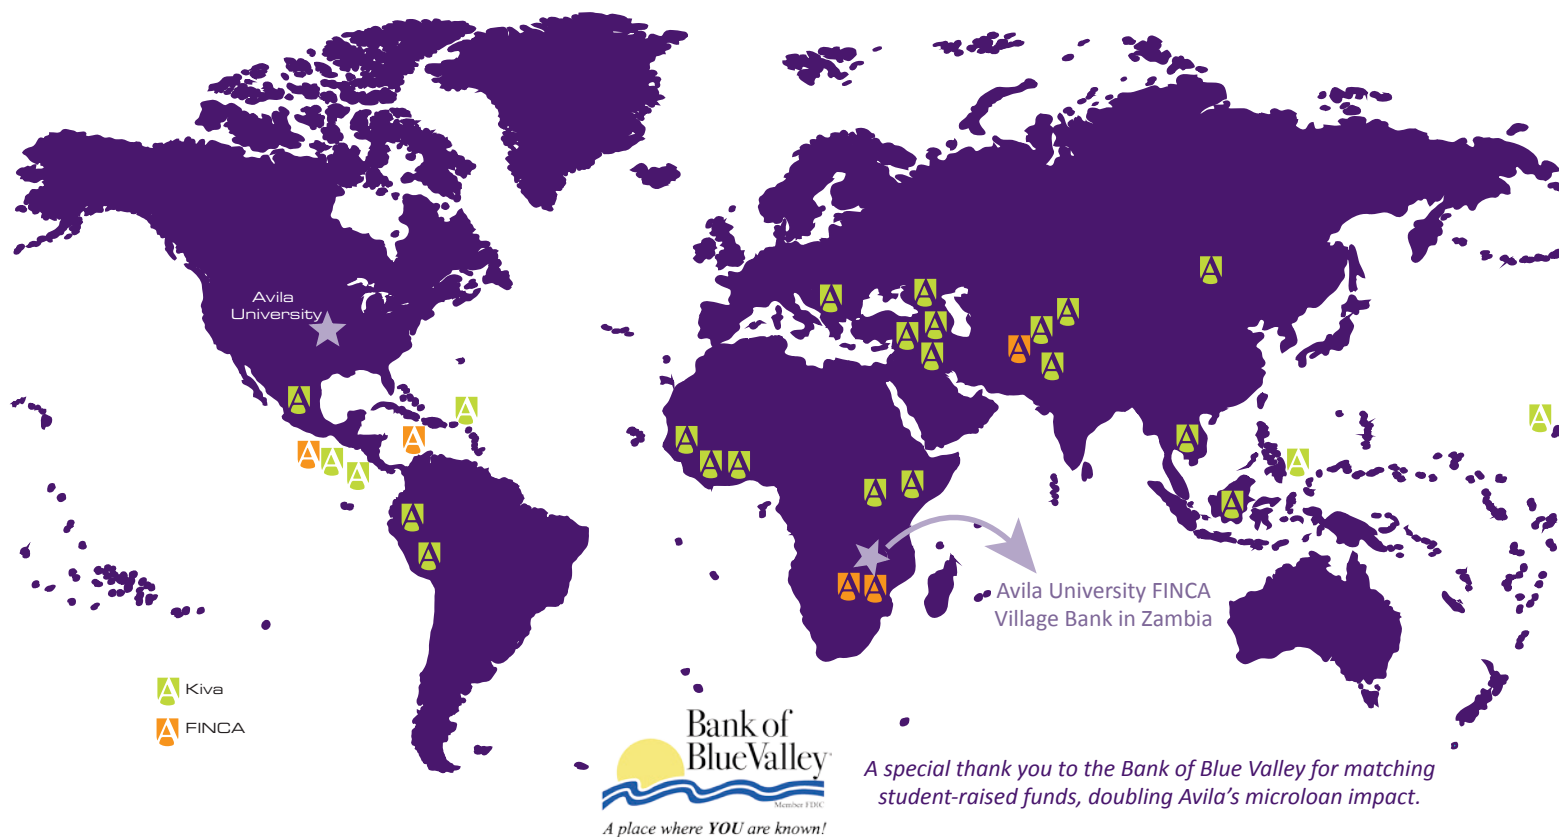 Avila
University
Avila University FINCA
Village Bank in Zambia
A Kiva
A FINCA
Bank of
Blue Valley
Member FDIC
A place where YOU are known!
A special thank you to the Bank of Blue Valley for matching
student-raised funds, doubling Avila's microloan impact.